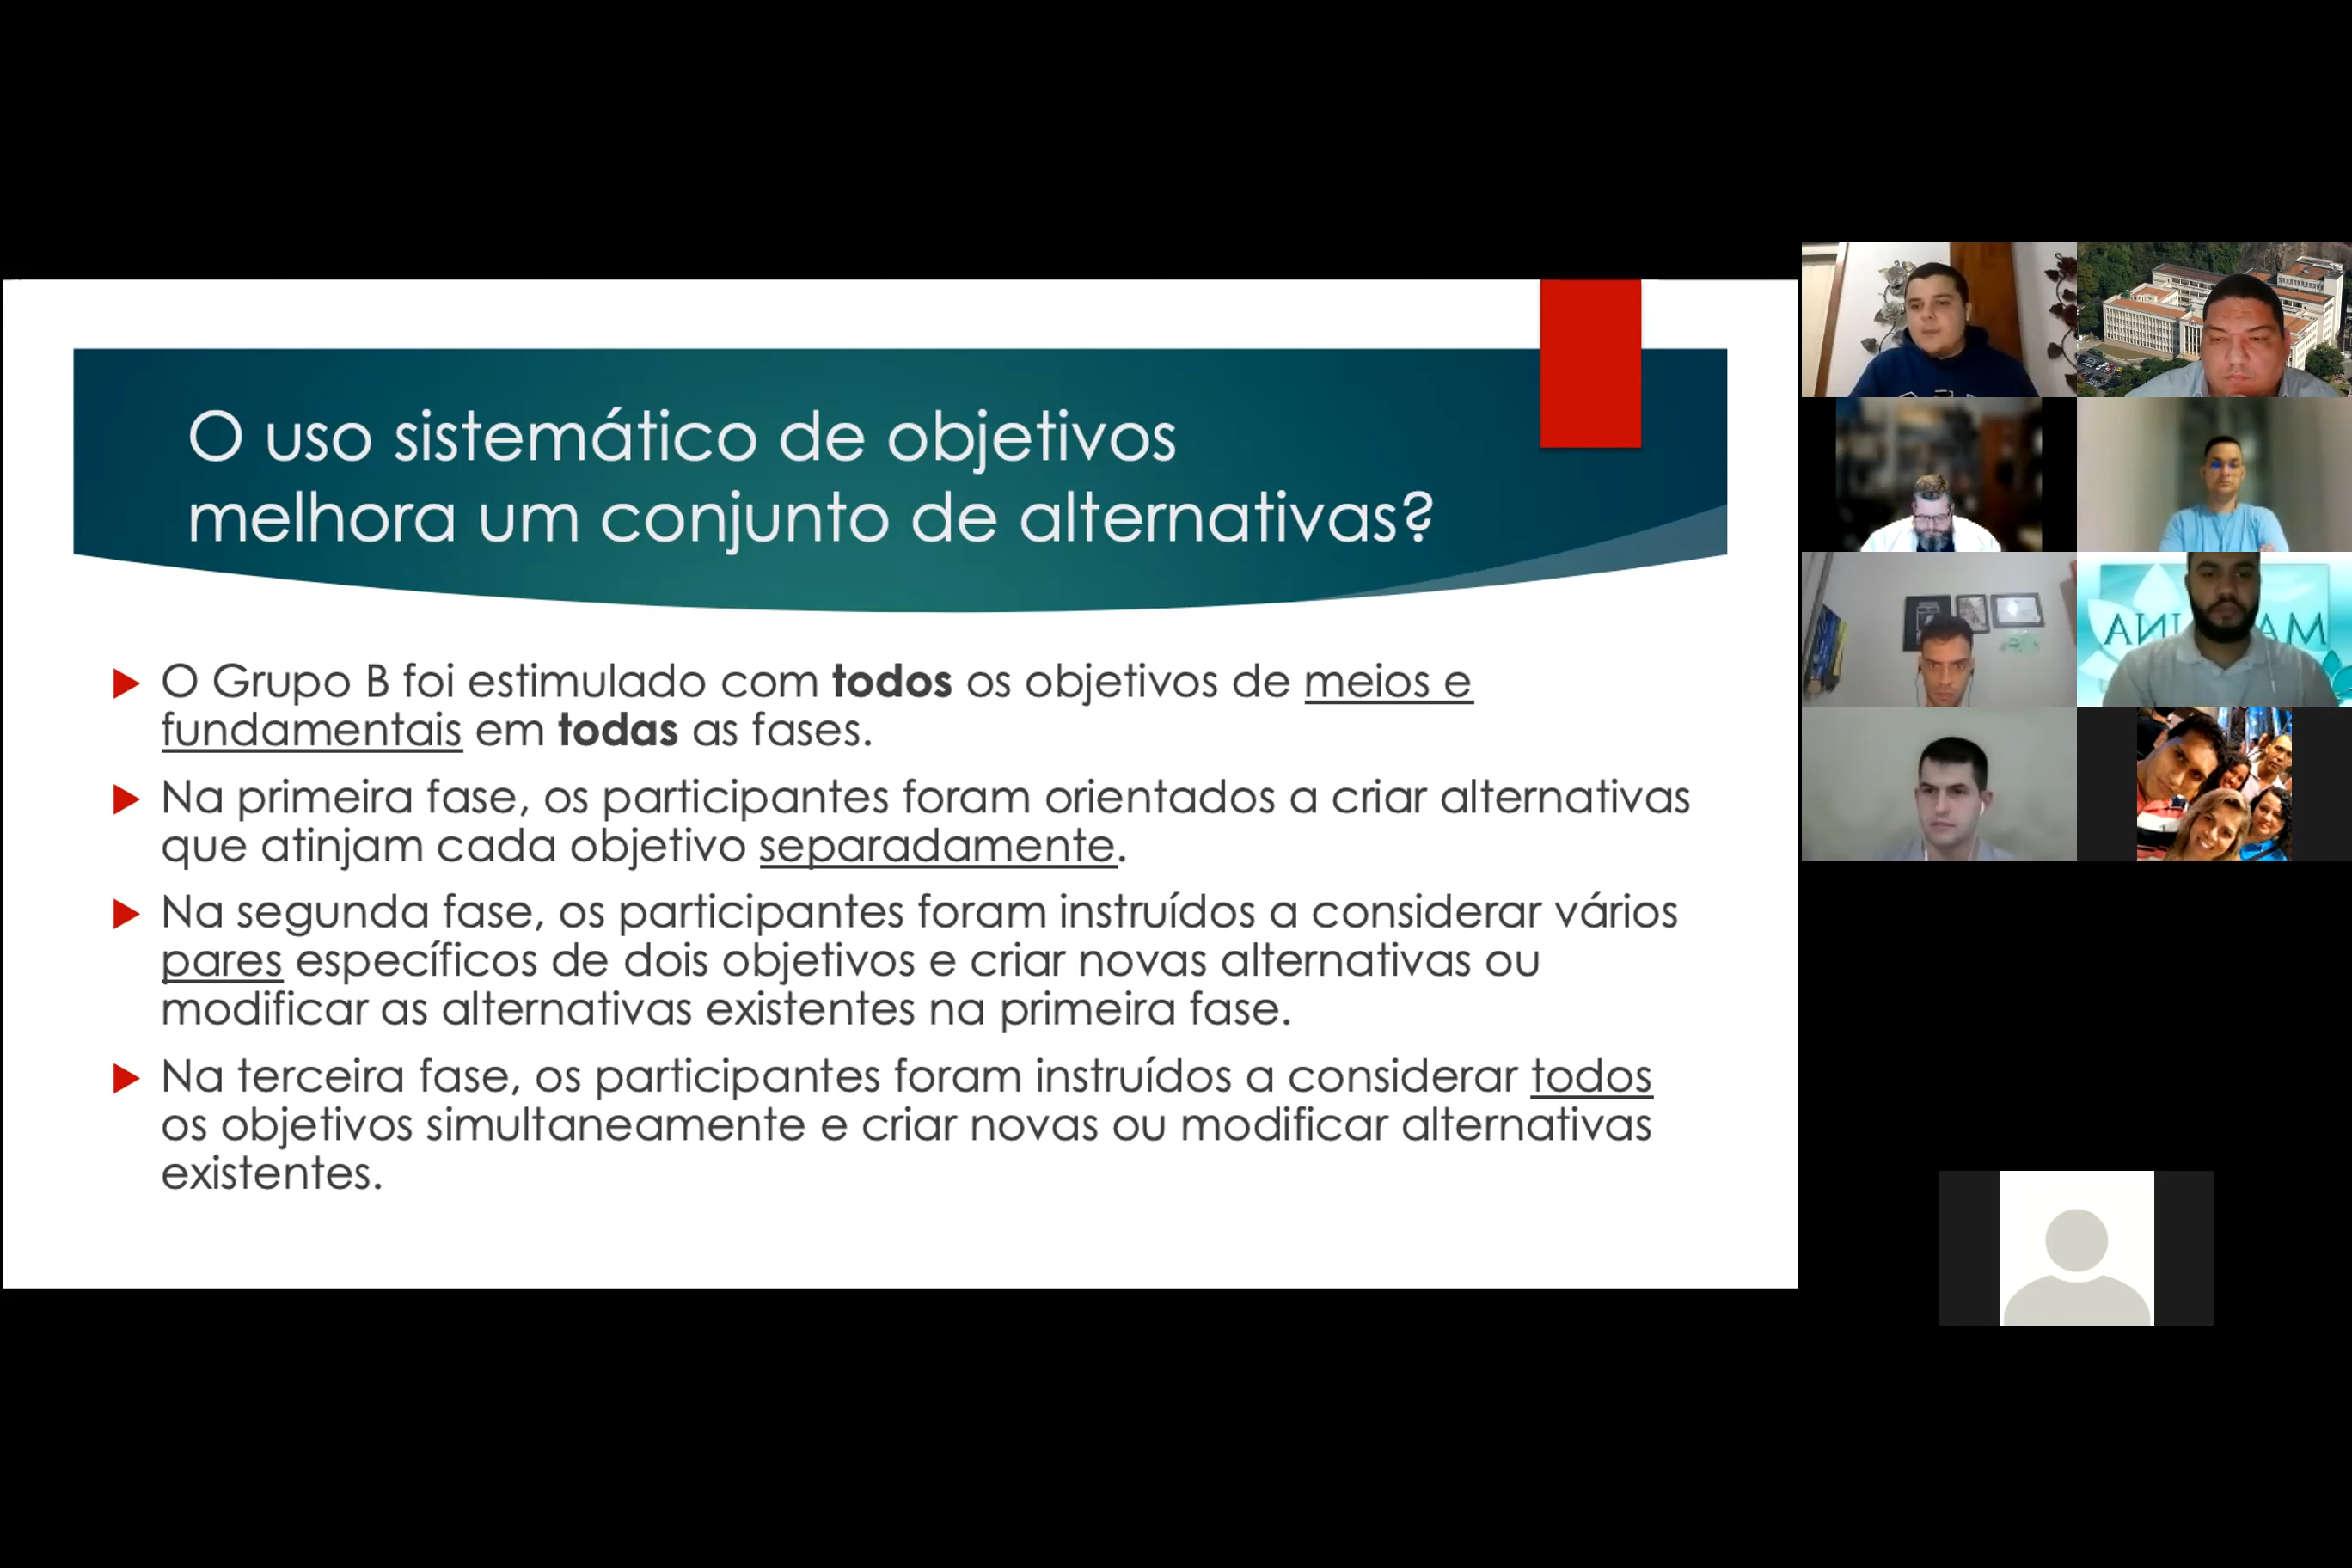 O uso sistemático de objetivos
melhora um conjunto de alternativas?
O Grupo B foi estimulado com todos os objetivos de meios e
fundamentais em todas as fases.
Na primeira fase, os participantes foram orientados a criar alternativas
que atinjam cada objetivo separadamente.
Na segunda fase, os participantes foram instruídos a considerar vários
pares específicos de dois objetivos e criar novas alternativas ou
modificar as alternativas existentes na primeira fase.
Na terceira fase, os participantes foram instruídos a considerar todos
os objetivos simultaneamente e criar novas ou modificar alternativas
existentes.